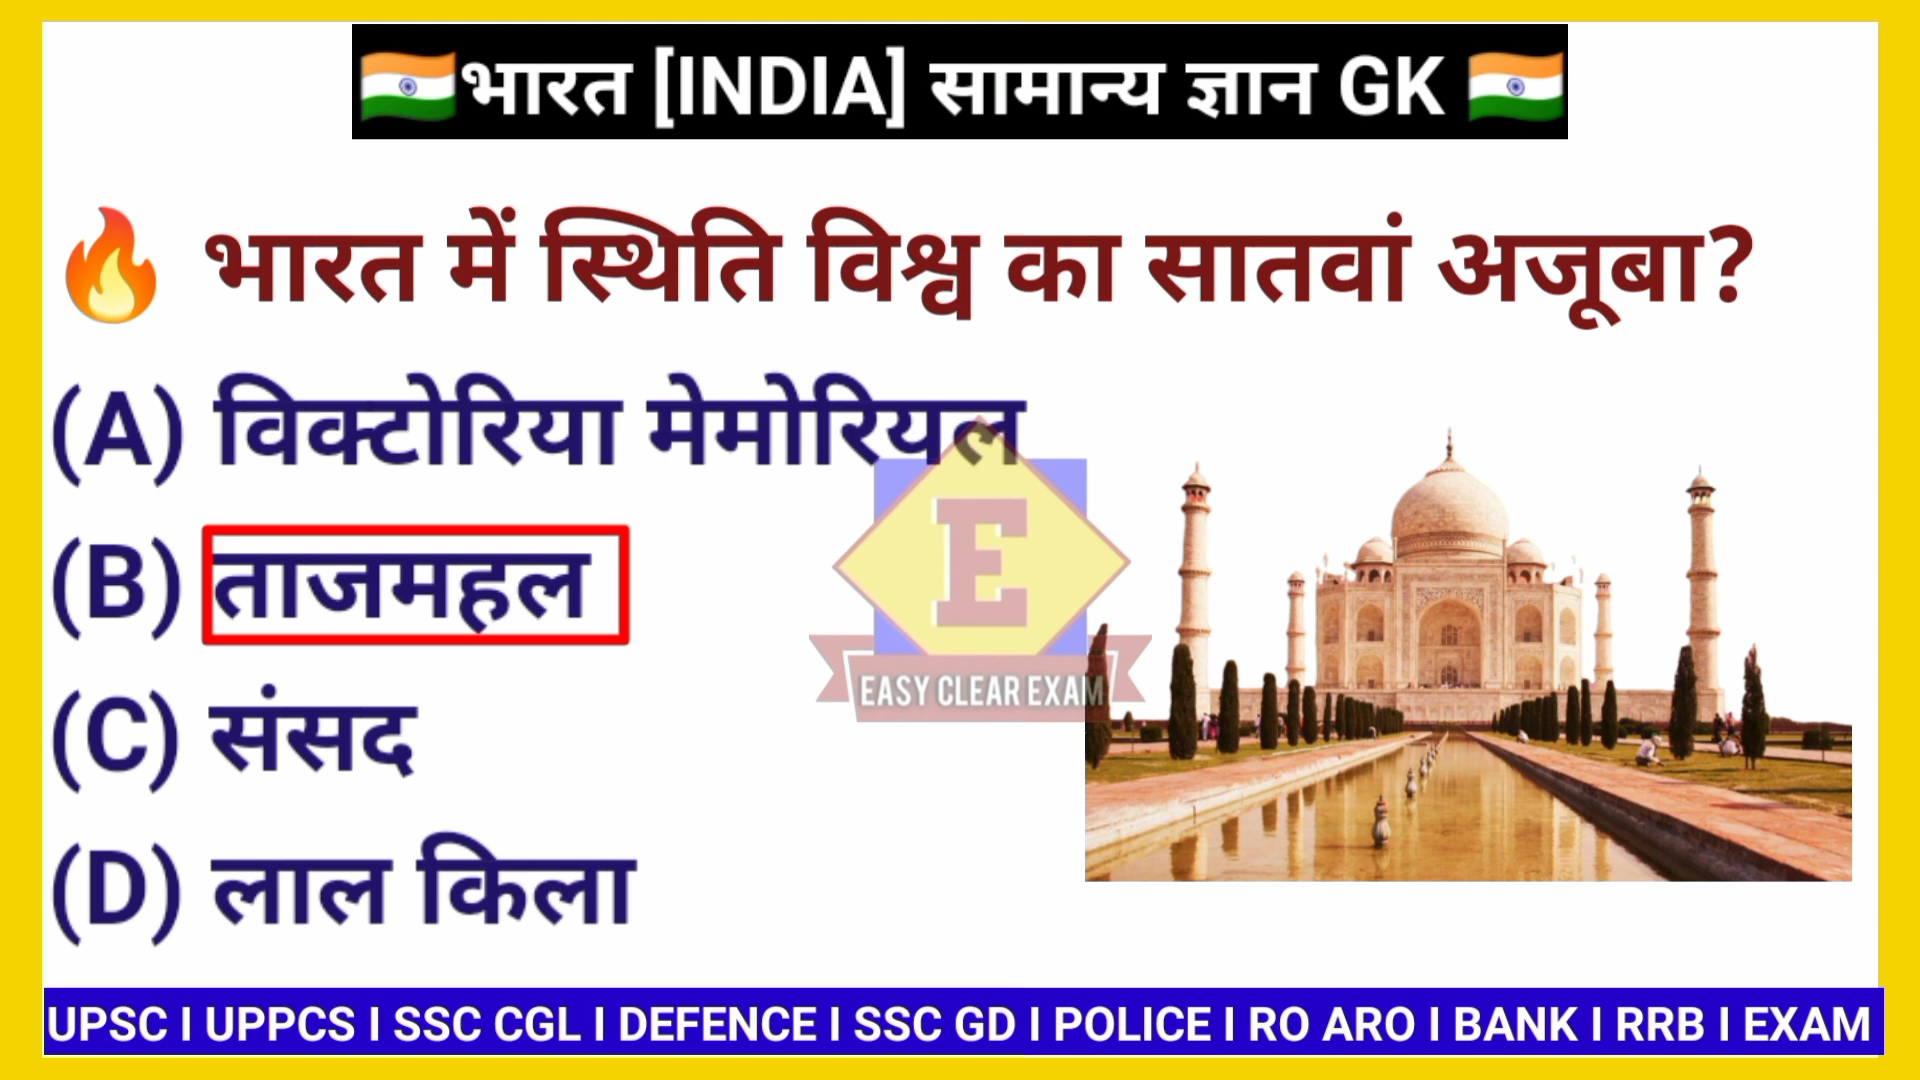 भारत [INDIA] सामान्य ज्ञान GK
भारत में स्थिति विश्व का सातवां अजूबा?
(A) विक्टोरिया मेमोरियल
(B) ताजमहल
(C) संसद
(D) लाल किला
E
EASY CLEAR EXAM
UPSC I UPPCS I SSC CGL I DEFENCE I SSC GD I POLICE I RO ARO I BANK I RRB I EXAM